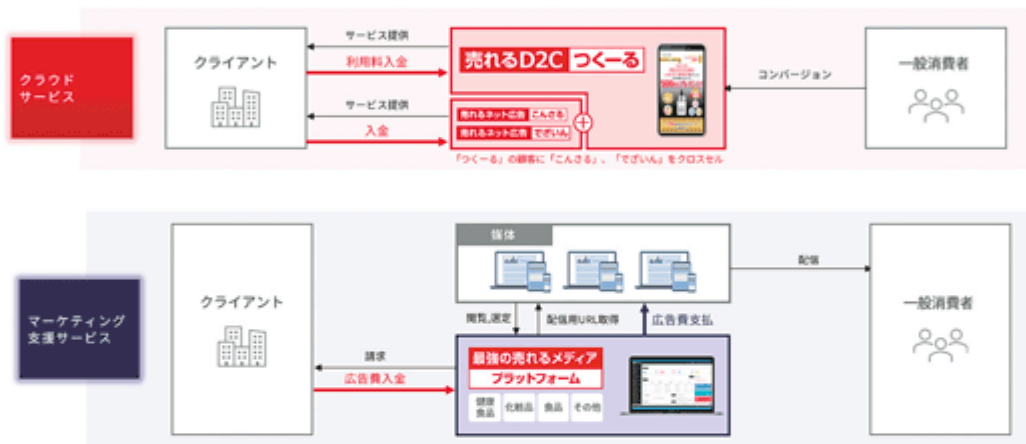 クラウド
サービス
クライアント
サービス提供
利用料入金
サービス提供
入金
売れるD2C つくーる
売れるネット広告 こんさる
売れるネット広告 でざいん
「つくーる」の顧客に「こんさる」、「でざいん」をクロスセル
コンバージョン
一般消費者
マーケティング
支援サービス
クライアント
請求
広告費入金
媒体
閲覧,選定
配信用URL取得
広告費支払
最強の売れるメディア
プラットフォーム
健康
食品
化粧品
食品
その他
配信
一般消費者